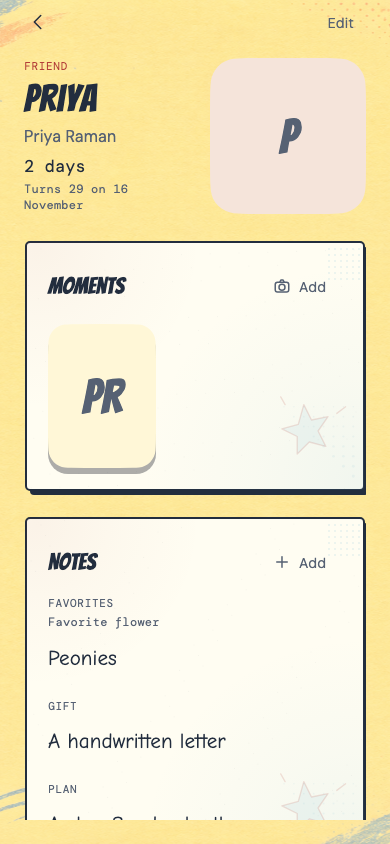 Edit
FRIEND
PRIYA
Priya Raman
2 days
Turns 29 on 16
November
P
MOMENTS
Add
PR
NOTES
Add
FAVORITES
Favorite flower
Peonies
GIFT
A handwritten letter
PLAN